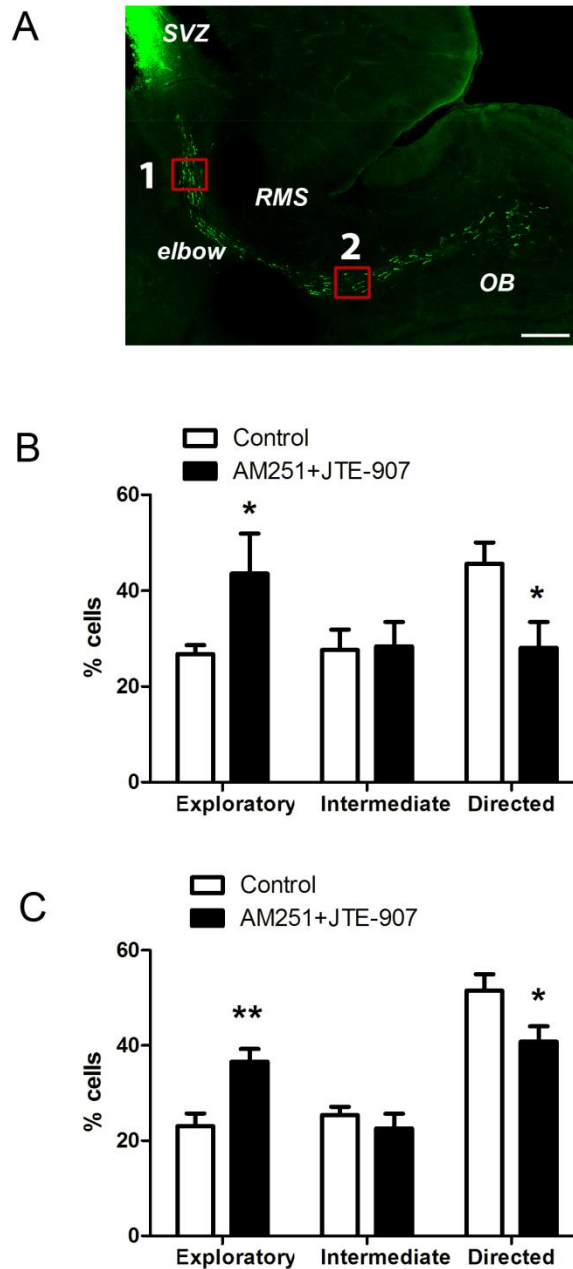 A
SVZ
1
RMS
2
elbow
OB
B
Control
AM251+JTE-907
60
*
40
*
% cells
20
0
Exploratory Intermediate Directed
C
Control
AM251+JTE-907
60
**
*
40
% cells
20
0
Exploratory Intermediate Directed